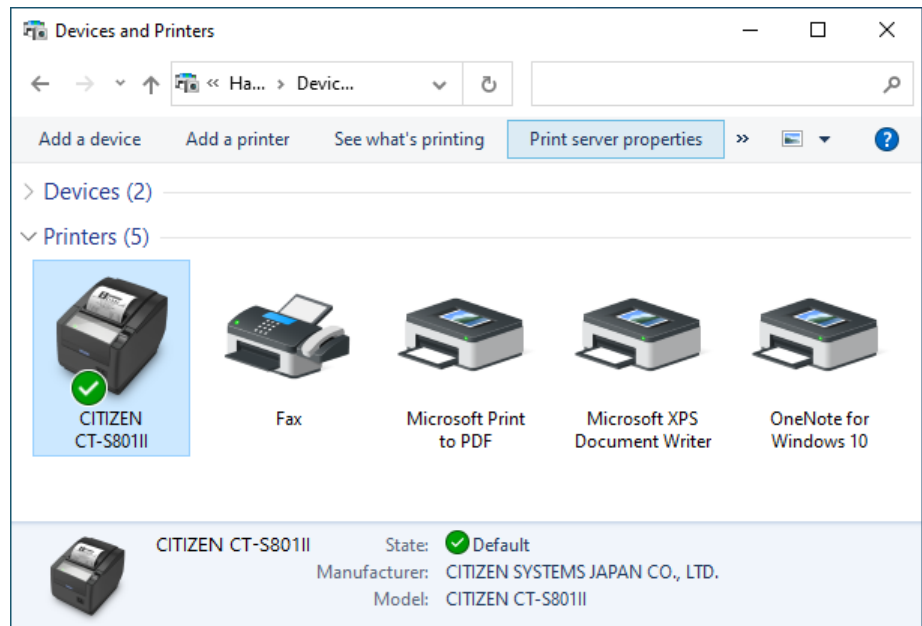 Devices and Printers
« Ha... > Devic...
Add a device Add a printer See what's printing Print server properties »
Devices (2)
Printers (5)
CITIZEN CT-S801II
Fax
Microsoft Print to PDF
Microsoft XPS Document Writer
OneNote for Windows 10
CITIZEN CT-S801II State: Default
Manufacturer: CITIZEN SYSTEMS JAPAN CO., LTD.
Model: CITIZEN CT-S801II